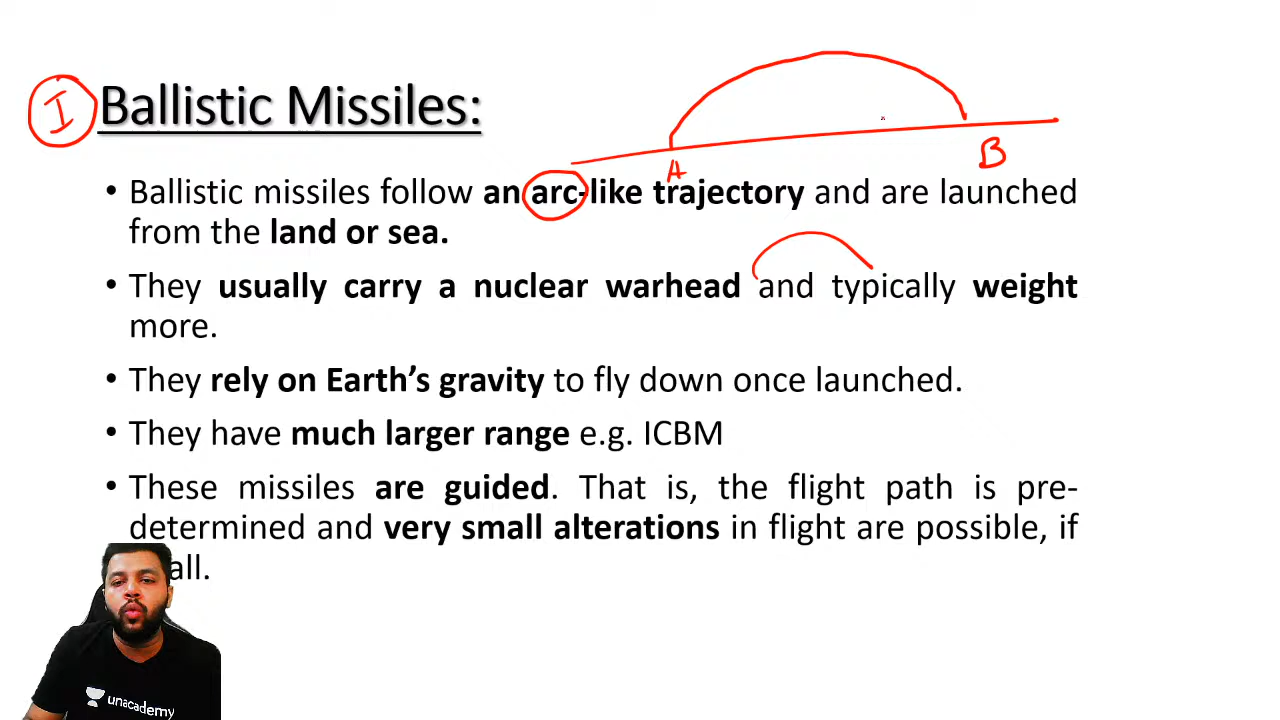 I Ballistic Missiles:
A
B
• Ballistic missiles follow an arc-like trajectory and are launched
from the land or sea.
• They usually carry a nuclear warhead and typically weight
more.
• They rely on Earth’s gravity to fly down once launched.
• They have much larger range e.g. ICBM
• These missiles are guided. That is, the flight path is pre-
determined and very small alterations in flight are possible, if
all.
unacademy